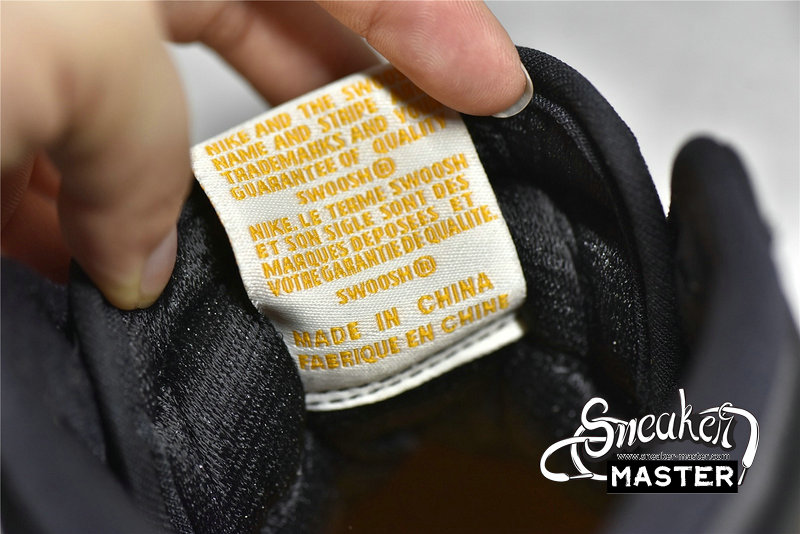 NIKE AND THE SWOOSH
NAME AND STRIPE
TRADEMARKS AND YOUR
GUARANTEE OF QUALITY
SWOOSH®
NIKE. LE TERME SWOOSH
ET SON SIGLE SONT DES
MARQUES DEPOSÉES ET
VOTRE GARANTIE DE QUALITÉ.
SWOOSH®
MADE IN CHINA
FABRIQUE EN CHINE
Sneaker
www.sneaker-master.com
MASTER